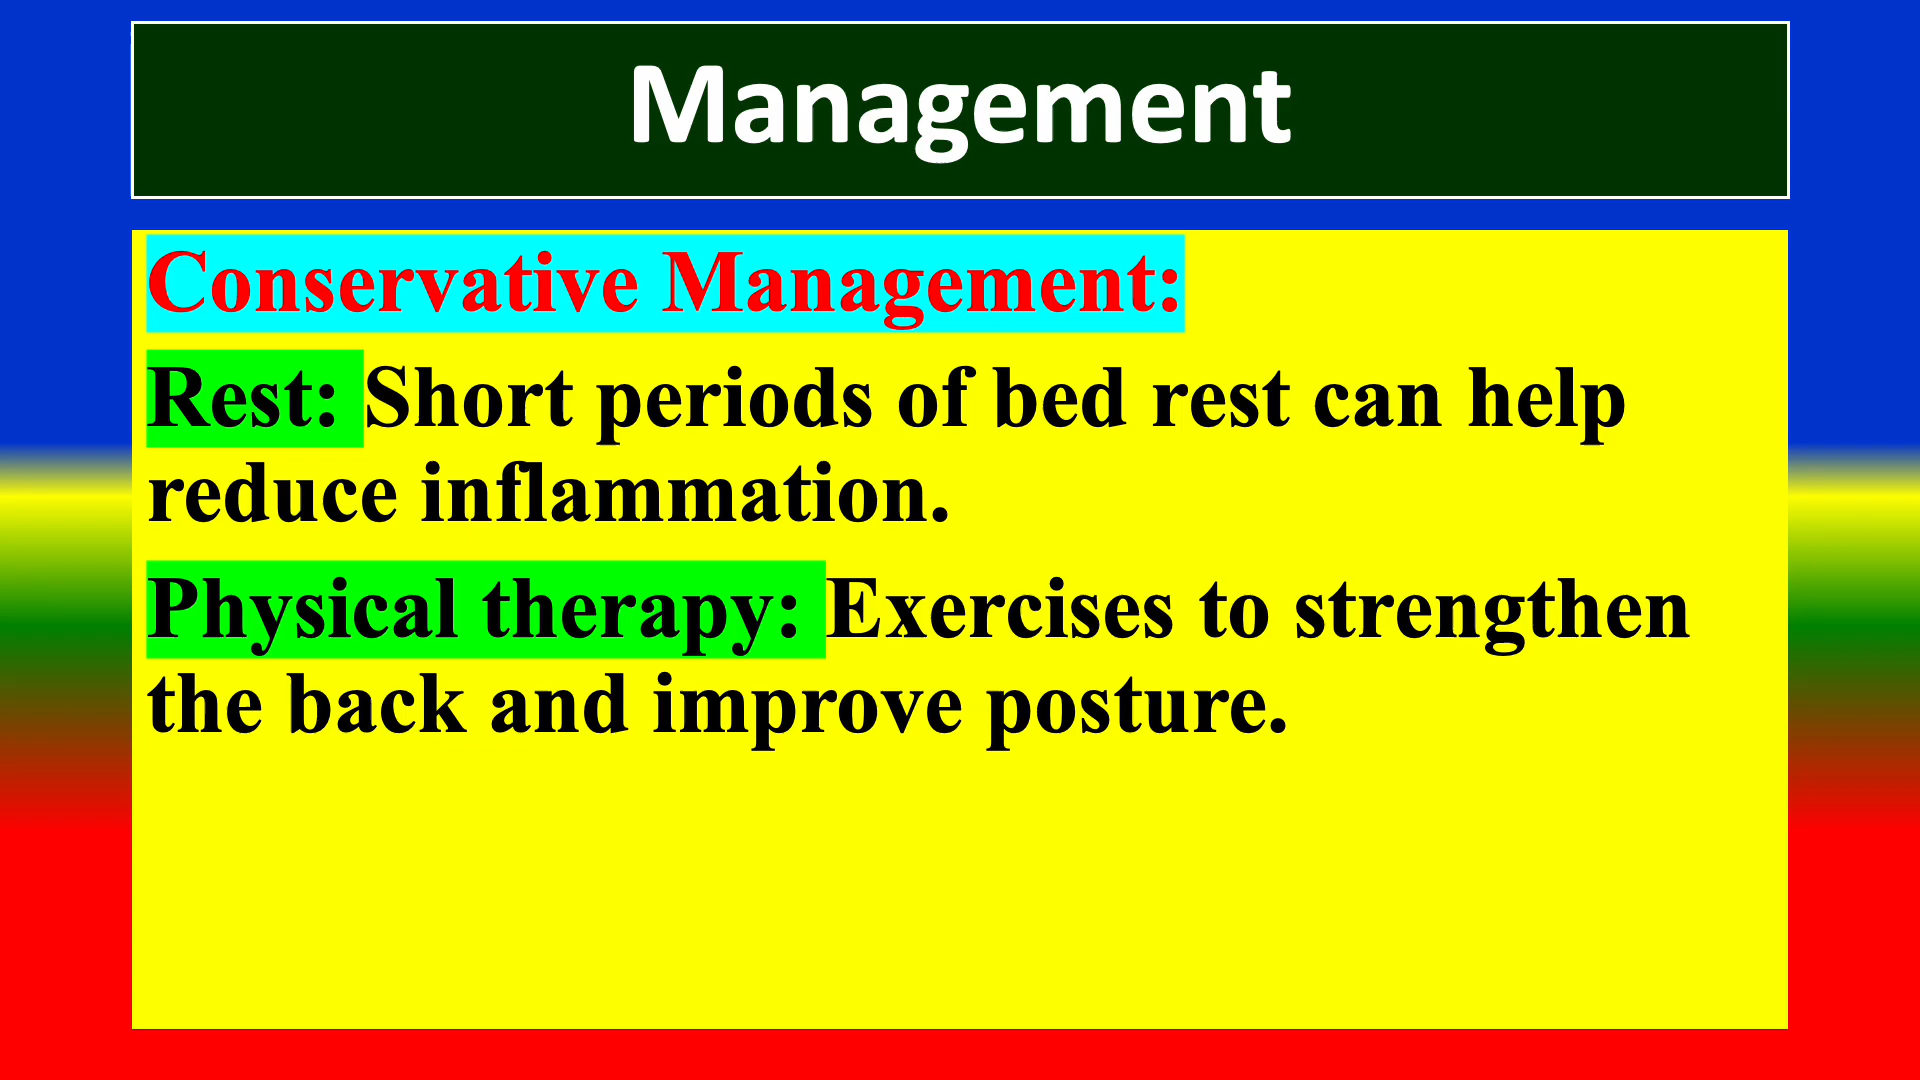 Management
Conservative Management:
Rest: Short periods of bed rest can help
reduce inflammation.
Physical therapy: Exercises to strengthen
the back and improve posture.